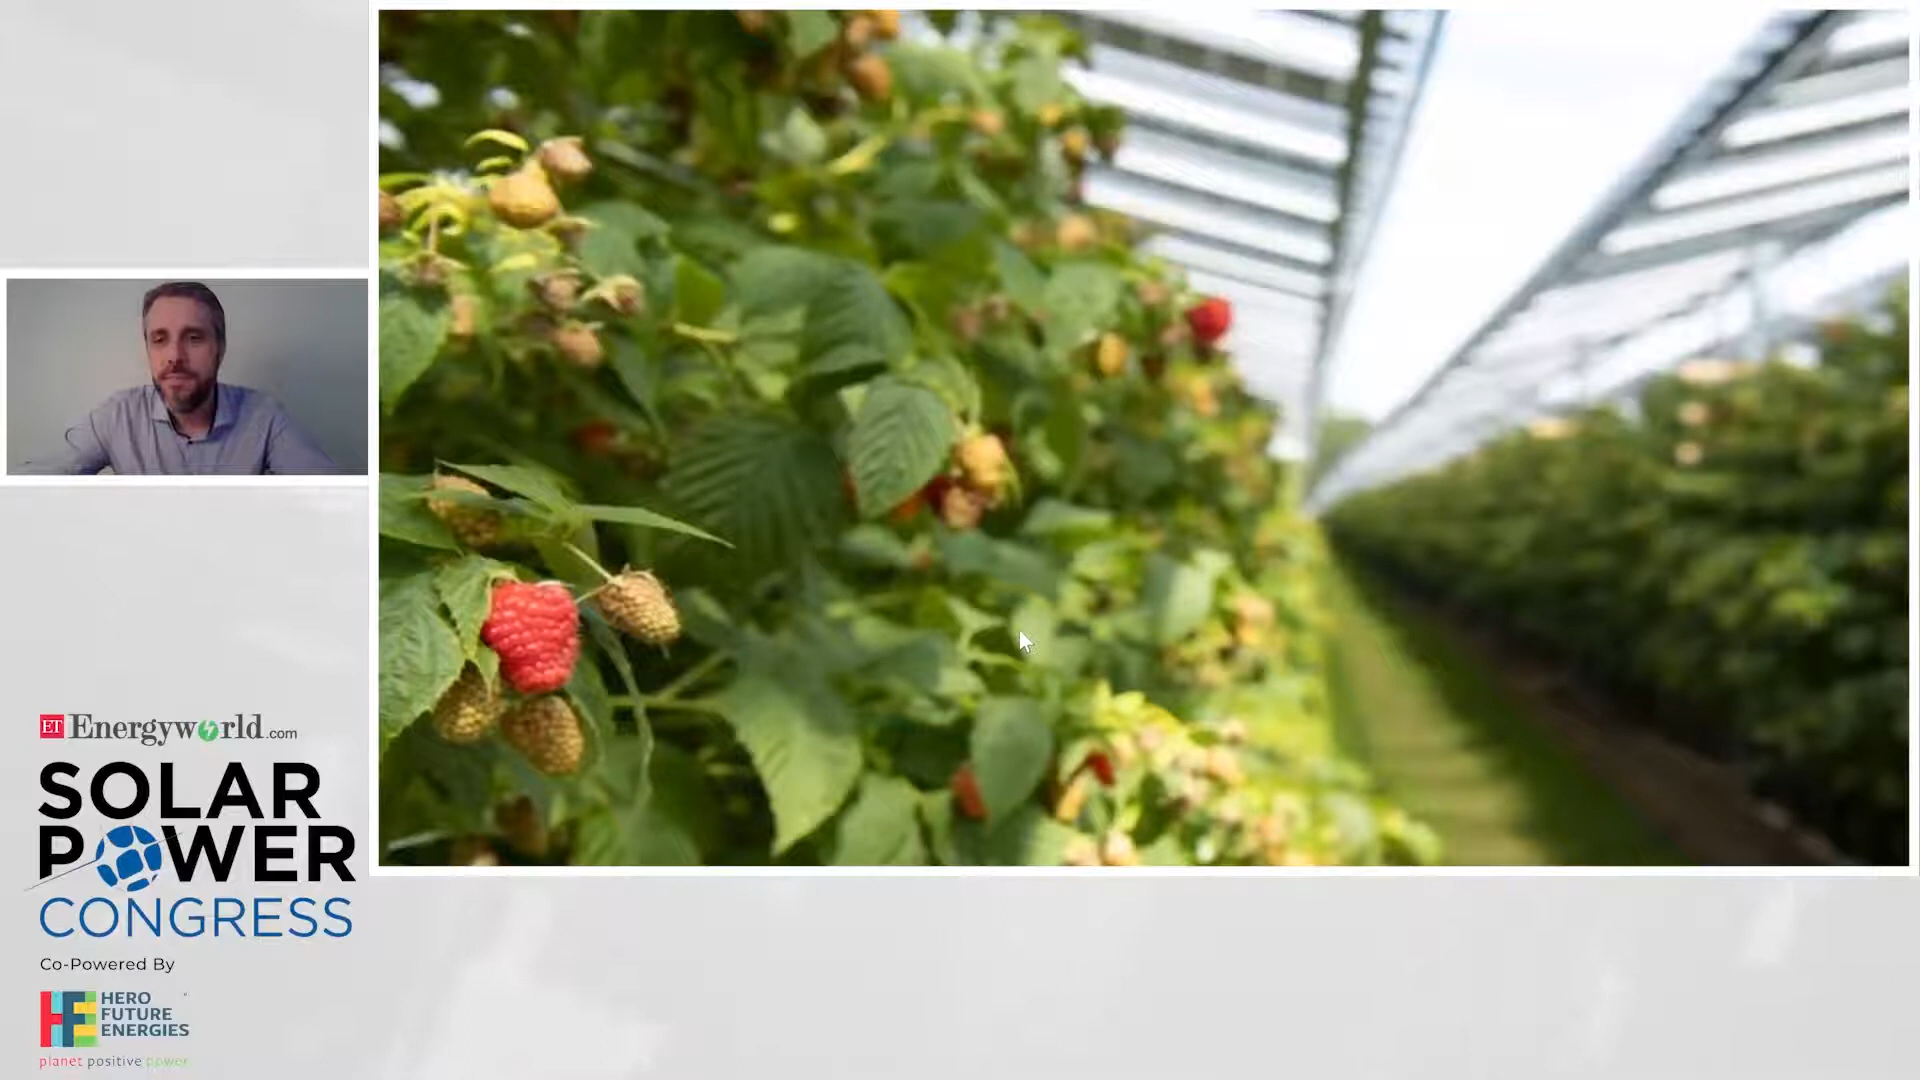 ET Energyworld.com
SOLAR
POWER
CONGRESS
Co-Powered By
HERO
FUTURE
ENERGIES
planet positive power